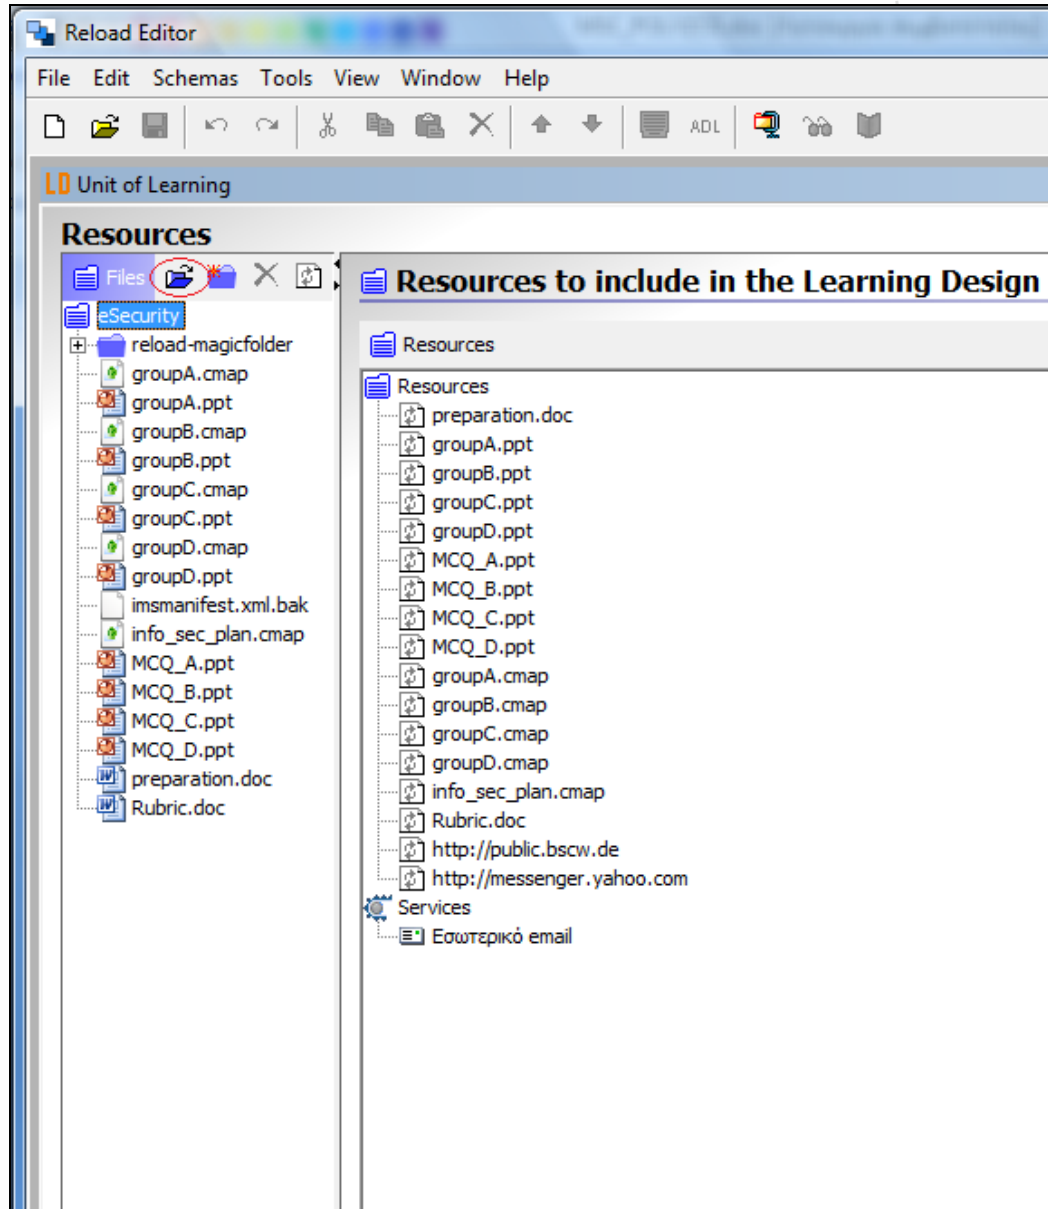 Reload Editor
File Edit Schemas Tools View Window Help
ADL
LD Unit of Learning
Resources
Files
eSecurity
reload-magicfolder
groupA.cmap
groupA.ppt
groupB.cmap
groupB.ppt
groupC.cmap
groupC.ppt
groupD.cmap
groupD.ppt
imsmanifest.xml.bak
info_sec_plan.cmap
MCQ_A.ppt
MCQ_B.ppt
MCQ_C.ppt
MCQ_D.ppt
preparation.doc
Rubric.doc
Resources to include in the Learning Design
Resources
Resources
preparation.doc
groupA.ppt
groupB.ppt
groupC.ppt
groupD.ppt
MCQ_A.ppt
MCQ_B.ppt
MCQ_C.ppt
MCQ_D.ppt
groupA.cmap
groupB.cmap
groupC.cmap
groupD.cmap
info_sec_plan.cmap
Rubric.doc
http://public.bscw.de
http://messenger.yahoo.com
Services
Εσωτερικό email